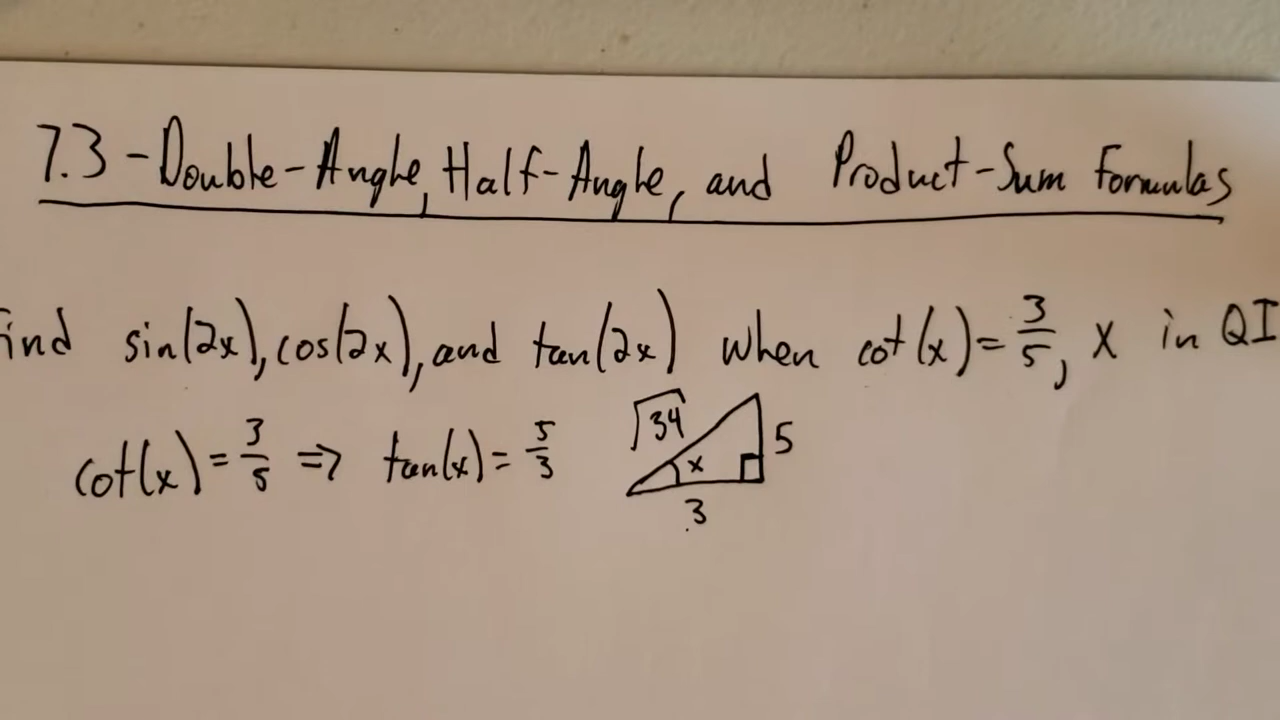 7.3 - Double-Angle, Half-Angle, and Product-Sum Formulas
ind sin(2x), cos(2x), and tan(2x) when cot(x) = 3/5, x in QI
cot(x) = 3/5 ⇒ tan(x) = 5/3
√34
x
5
3